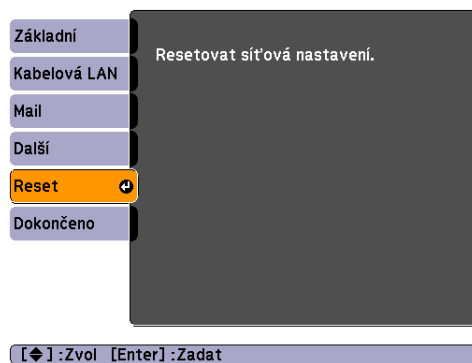 Základní
Kabelová LAN
Mail
Další
Reset
Dokončeno
Resetovat síťová nastavení.
[◆] :Zvol [Enter] :Zadat